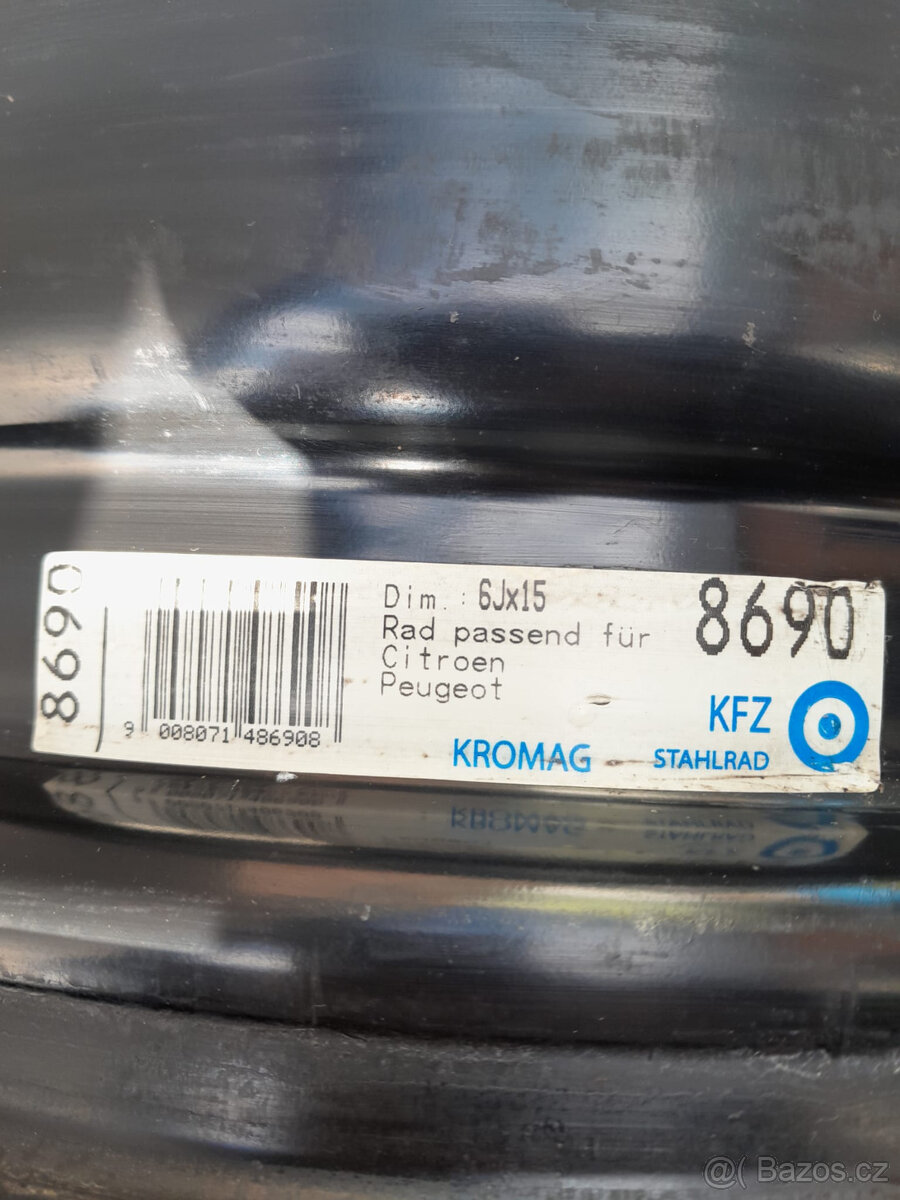 8690
9 008071 486908
Dim.: 6Jx15
Rad passend für
Citroen
Peugeot
8690
KROMAG
KFZ
STAHLRAD
@( Bazos.cz